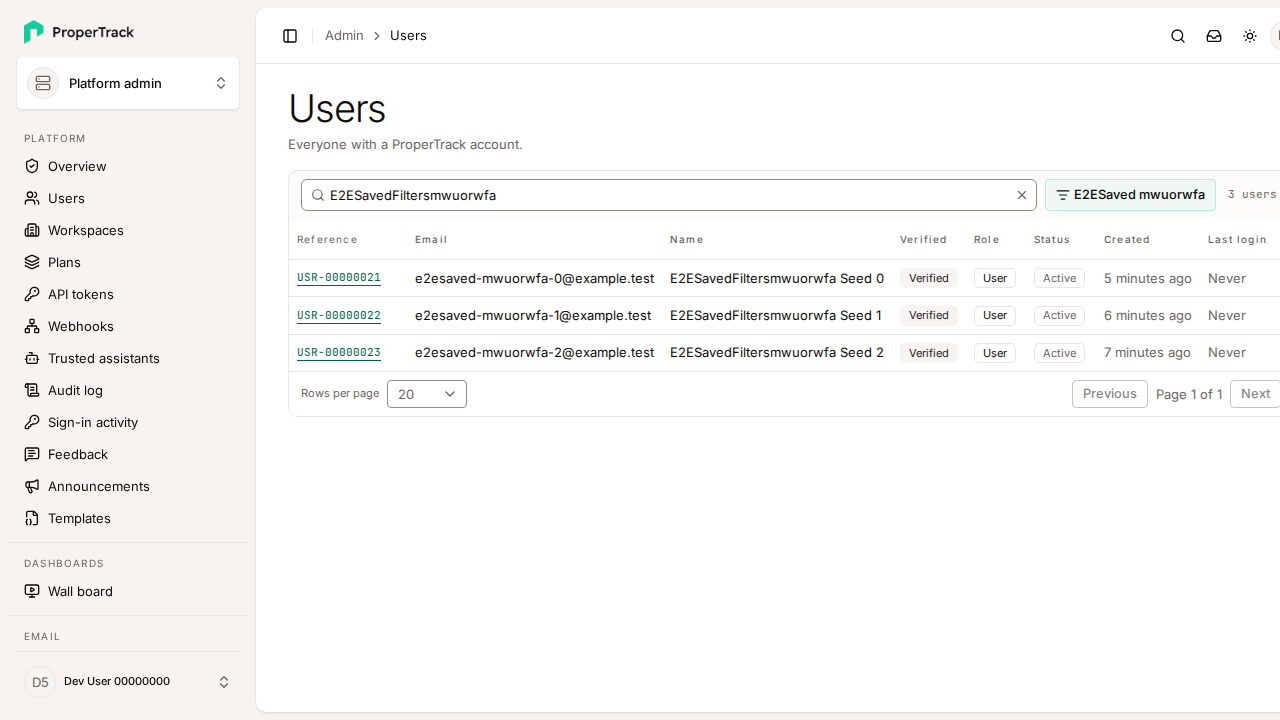 ProperTrack
Platform admin
PLATFORM
Overview
Users
Workspaces
Plans
API tokens
Webhooks
Trusted assistants
Audit log
Sign-in activity
Feedback
Announcements
Templates
DASHBOARDS
Wall board
EMAIL
D5 Dev User 00000000
Admin > Users
Users
Everyone with a ProperTrack account.
E2ESavedFiltersmwuorwfa E2ESaved mwuorwfa 3 users
Reference Email Name Verified Role Status Created Last login
USR-00000021 e2esaved-mwuorwfa-0@example.test E2ESavedFiltersmwuorwfa Seed 0 Verified User Active 5 minutes ago Never
USR-00000022 e2esaved-mwuorwfa-1@example.test E2ESavedFiltersmwuorwfa Seed 1 Verified User Active 6 minutes ago Never
USR-00000023 e2esaved-mwuorwfa-2@example.test E2ESavedFiltersmwuorwfa Seed 2 Verified User Active 7 minutes ago Never
Rows per page 20 Previous Page 1 of 1 Next